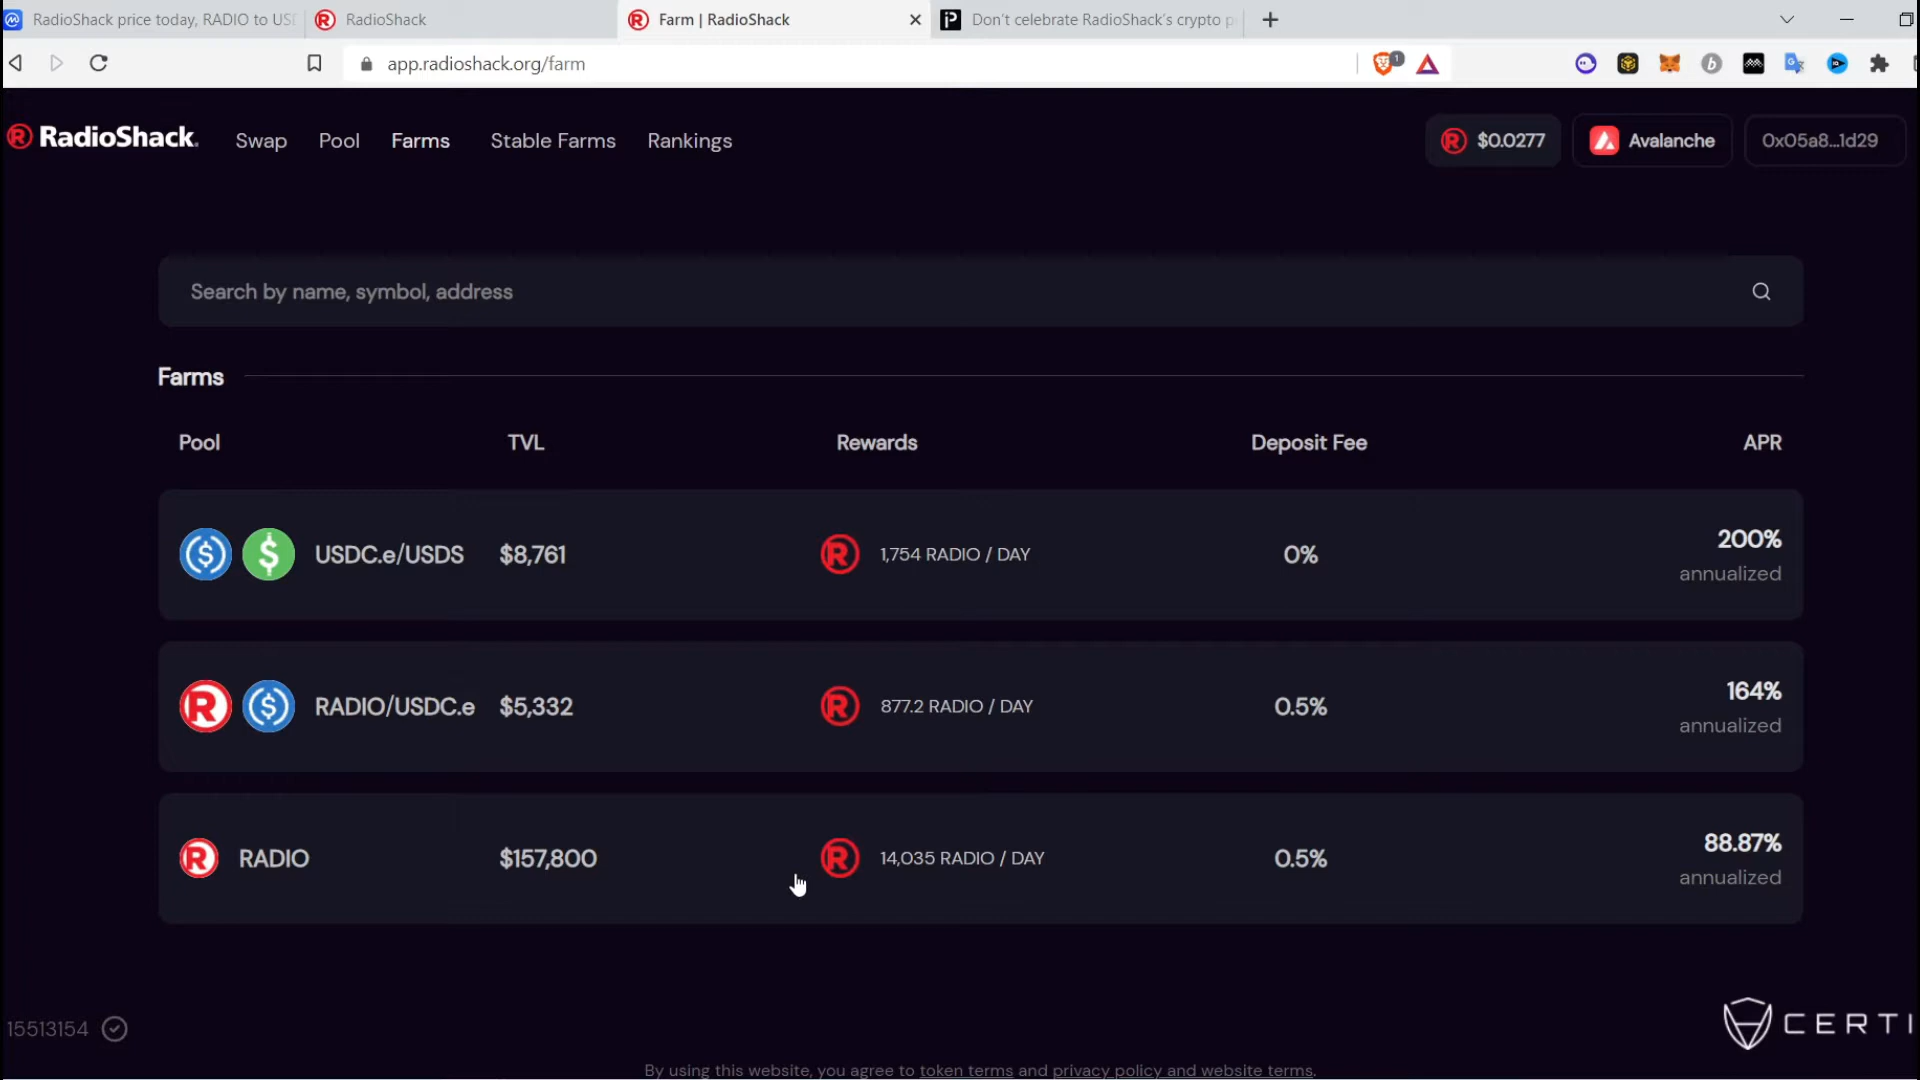 RadioShack price today, RADIO to US
RadioShack
Farm | RadioShack
Don't celebrate RadioShack's crypto p
app.radioshack.org/farm
1
RadioShack.
Swap
Pool
Farms
Stable Farms
Rankings
$0.0277
Avalanche
0x05a8...1d29
Search by name, symbol, address
Farms
Pool TVL Rewards Deposit Fee APR
USDC.e/USDS $8,761 1,754 RADIO / DAY 0% 200%
annualized
RADIO/USDC.e $5,332 877.2 RADIO / DAY 0.5% 164%
annualized
RADIO $157,800 14,035 RADIO / DAY 0.5% 88.87%
annualized
15513154
CERTI
By using this website, you agree to token terms and privacy policy and website terms.